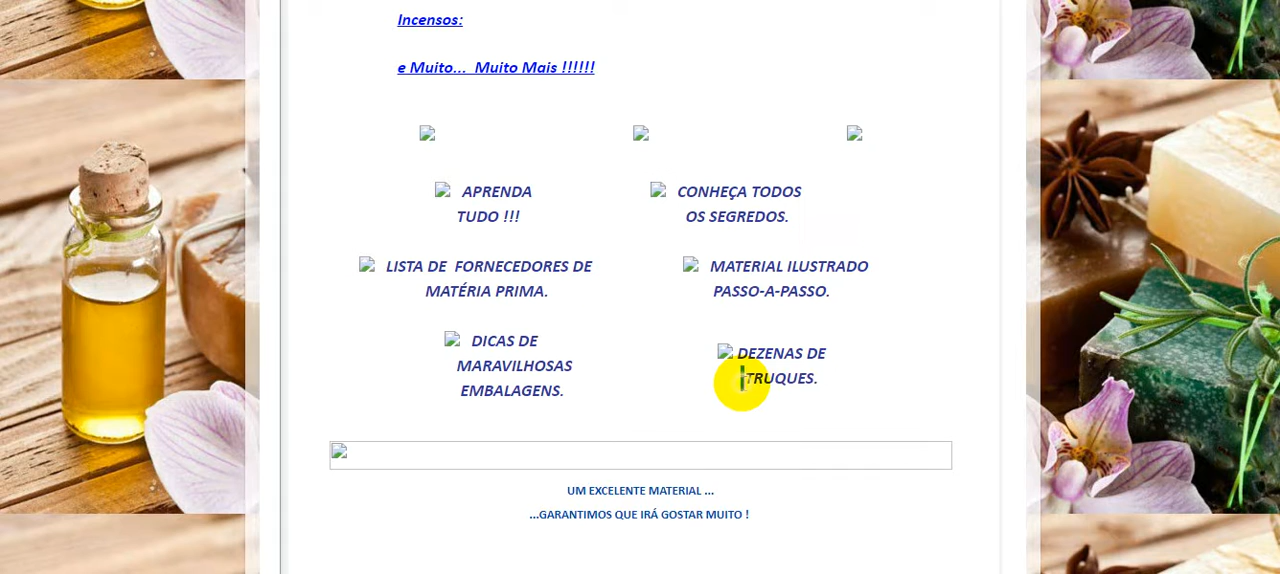 Incensos:
e Muito... Muito Mais !!!!!!
APRENDA
TUDO !!!
CONHEÇA TODOS
OS SEGREDOS.
LISTA DE FORNECEDORES DE
MATÉRIA PRIMA.
MATERIAL ILUSTRADO
PASSO-A-PASSO.
DICAS DE
MARAVILHOSAS
EMBALAGENS.
DEZENAS DE
TRUQUES.
UM EXCELENTE MATERIAL ...
...GARANTIMOS QUE IRÁ GOSTAR MUITO !